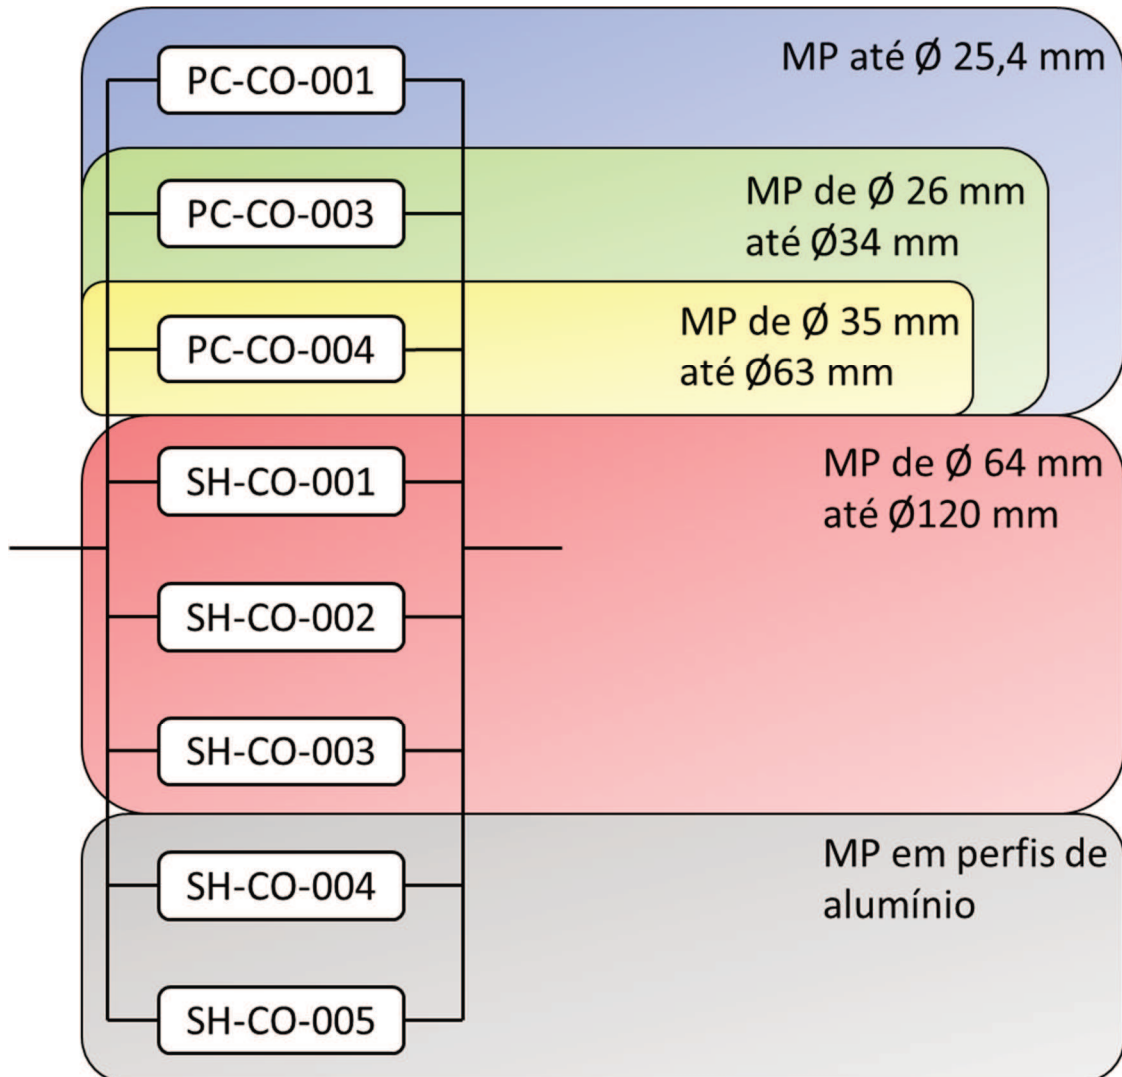 PC-CO-001
MP até Ø 25,4 mm
PC-CO-003
MP de Ø 26 mm
até Ø34 mm
PC-CO-004
MP de Ø 35 mm
até Ø63 mm
SH-CO-001
MP de Ø 64 mm
até Ø120 mm
SH-CO-002
SH-CO-003
SH-CO-004
MP em perfis de
alumínio
SH-CO-005